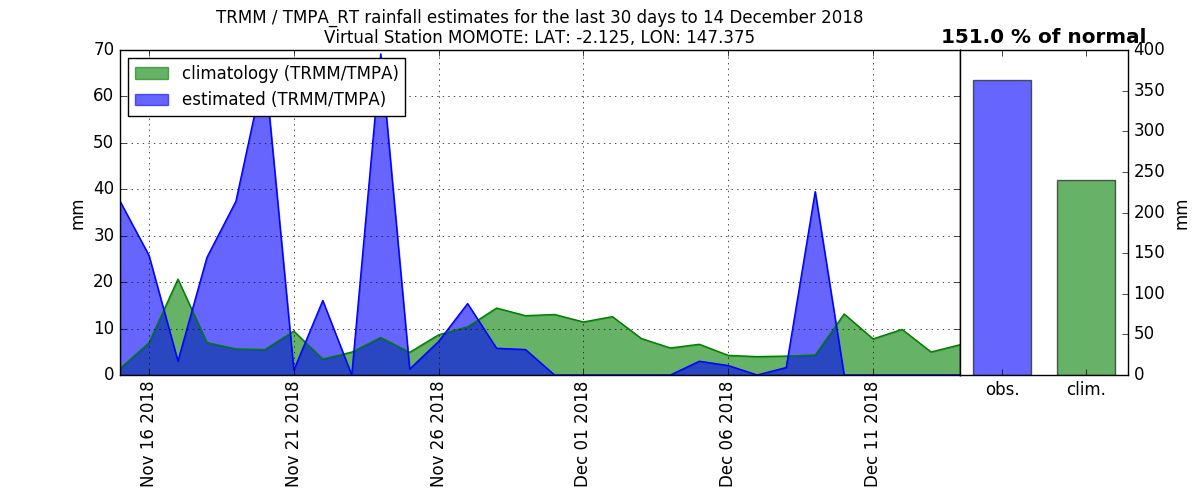 TRMM / TMPA_RT rainfall estimates for the last 30 days to 14 December 2018
Virtual Station MOMOTE: LAT: -2.125, LON: 147.375
151.0 % of normal
climatology (TRMM/TMPA)
estimated (TRMM/TMPA)
70
60
50
40
30
20
10
0
mm
Nov 16 2018
Nov 21 2018
Nov 26 2018
Dec 01 2018
Dec 06 2018
Dec 11 2018
400
350
300
250
200
150
100
50
0
mm
obs.
clim.